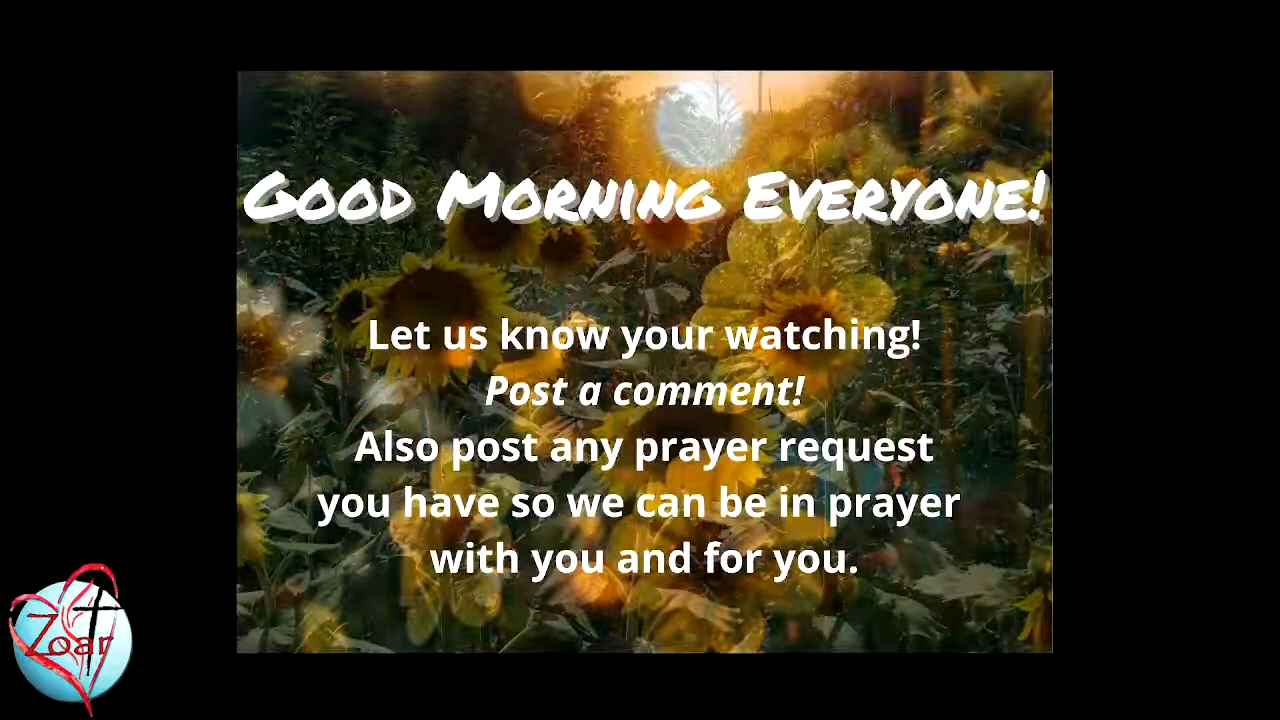 Good Morning Everyone!
Let us know your watching!
Post a comment!
Also post any prayer request
you have so we can be in prayer
with you and for you.
Zoar